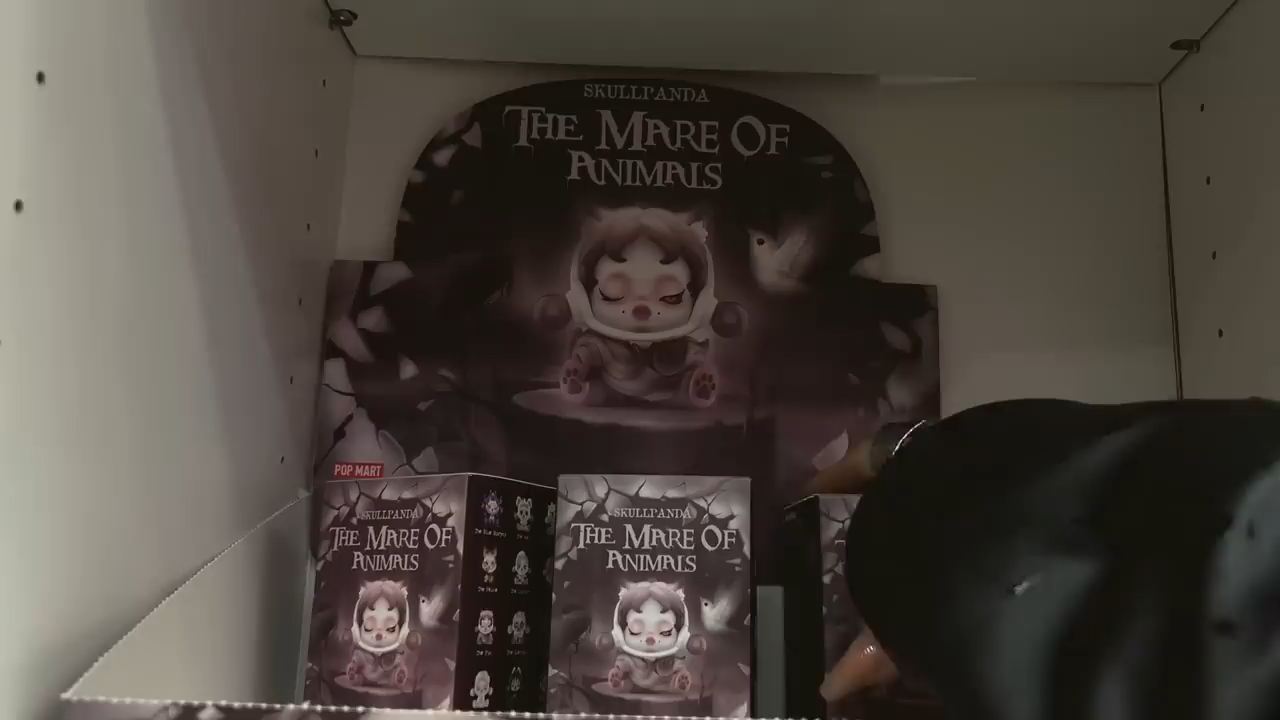 SKULLPANDA
THE MARE OF
ANIMALS
POP MART
SKULLPANDA
THE MARE OF
ANIMALS
SKULLPANDA
THE MARE OF
ANIMALS